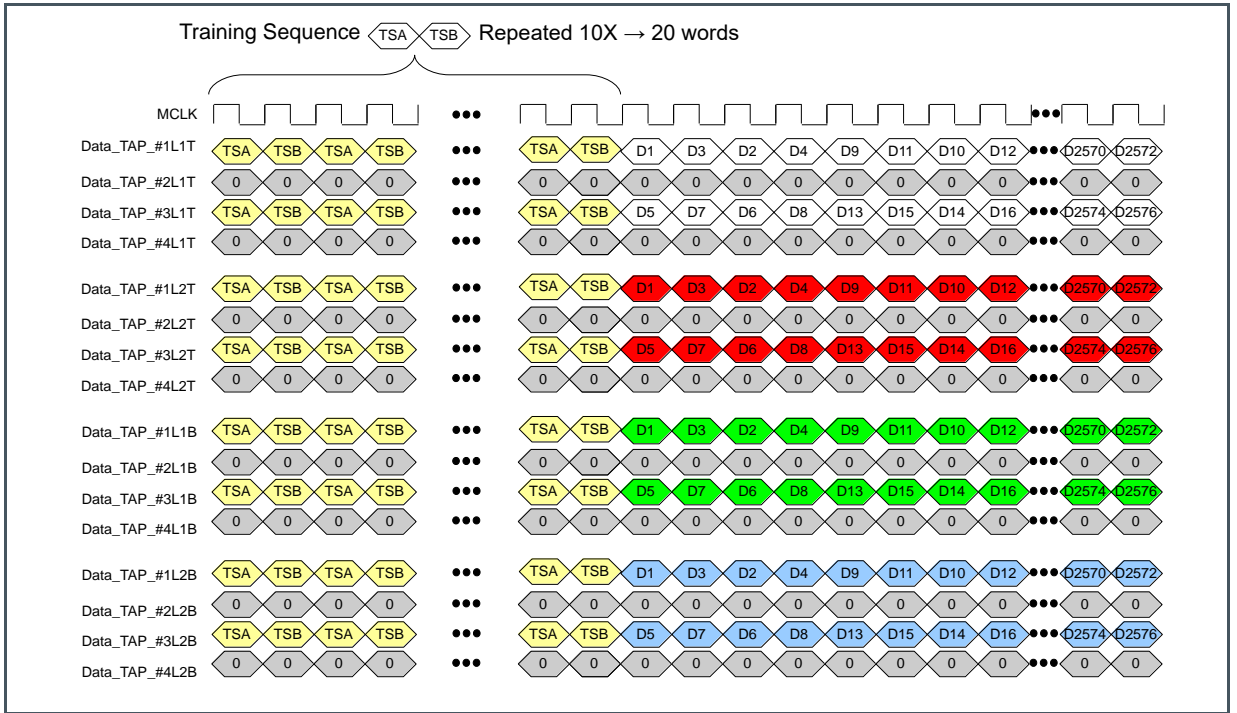 Training Sequence TSA TSB Repeated 10X → 20 words
MCLK •••  •••
Data_TAP_#1L1T TSA TSB TSA TSB ••• TSA TSB D1 D3 D2 D4 D9 D11 D10 D12 ••• D2570 D2572
Data_TAP_#2L1T 0 0 0 0 ••• 0 0 0 0 0 0 0 0 0 0 ••• 0 0
Data_TAP_#3L1T TSA TSB TSA TSB ••• TSA TSB D5 D7 D6 D8 D13 D15 D14 D16 ••• D2574 D2576
Data_TAP_#4L1T 0 0 0 0 ••• 0 0 0 0 0 0 0 0 0 0 ••• 0 0
Data_TAP_#1L2T TSA TSB TSA TSB ••• TSA TSB D1 D3 D2 D4 D9 D11 D10 D12 ••• D2570 D2572
Data_TAP_#2L2T 0 0 0 0 ••• 0 0 0 0 0 0 0 0 0 0 ••• 0 0
Data_TAP_#3L2T TSA TSB TSA TSB ••• TSA TSB D5 D7 D6 D8 D13 D15 D14 D16 ••• D2574 D2576
Data_TAP_#4L2T 0 0 0 0 ••• 0 0 0 0 0 0 0 0 0 0 ••• 0 0
Data_TAP_#1L1B TSA TSB TSA TSB ••• TSA TSB D1 D3 D2 D4 D9 D11 D10 D12 ••• D2570 D2572
Data_TAP_#2L1B 0 0 0 0 ••• 0 0 0 0 0 0 0 0 0 0 ••• 0 0
Data_TAP_#3L1B TSA TSB TSA TSB ••• TSA TSB D5 D7 D6 D8 D13 D15 D14 D16 ••• D2574 D2576
Data_TAP_#4L1B 0 0 0 0 ••• 0 0 0 0 0 0 0 0 0 0 ••• 0 0
Data_TAP_#1L2B TSA TSB TSA TSB ••• TSA TSB D1 D3 D2 D4 D9 D11 D10 D12 ••• D2570 D2572
Data_TAP_#2L2B 0 0 0 0 ••• 0 0 0 0 0 0 0 0 0 0 ••• 0 0
Data_TAP_#3L2B TSA TSB TSA TSB ••• TSA TSB D5 D7 D6 D8 D13 D15 D14 D16 ••• D2574 D2576
Data_TAP_#4L2B 0 0 0 0 ••• 0 0 0 0 0 0 0 0 0 0 ••• 0 0